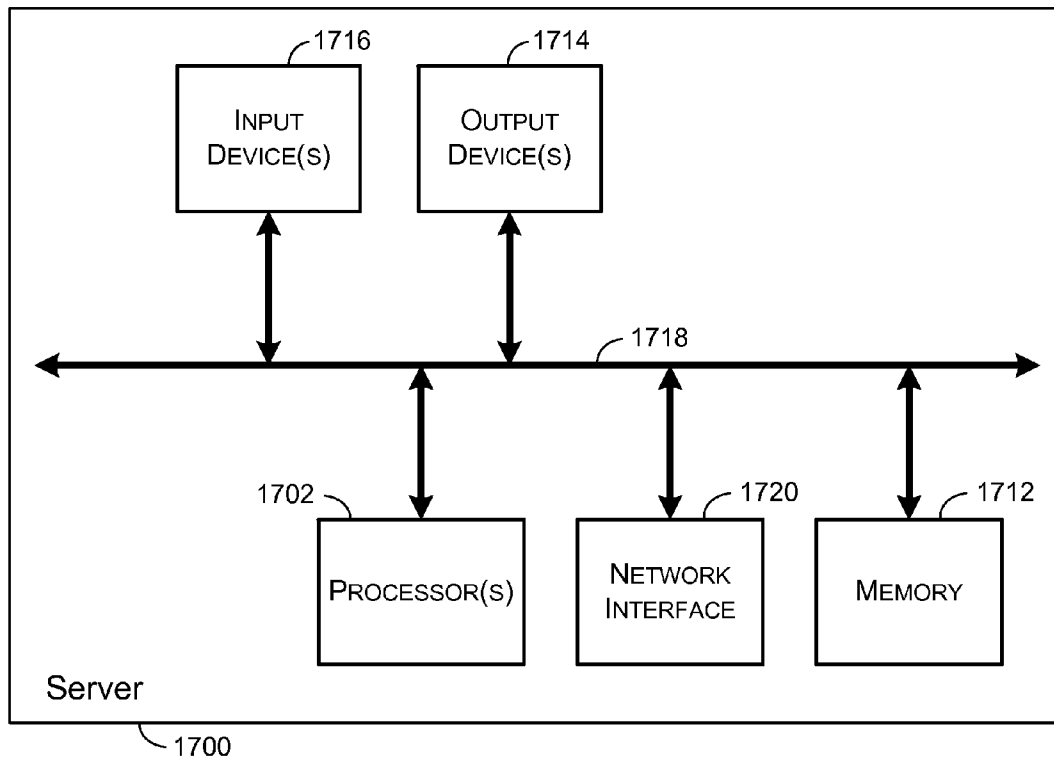 1716
1714
INPUT
DEVICE(S)
OUTPUT
DEVICE(S)
1718
1702
1720
1712
PROCESSOR(S)
NETWORK
INTERFACE
MEMORY
Server
1700